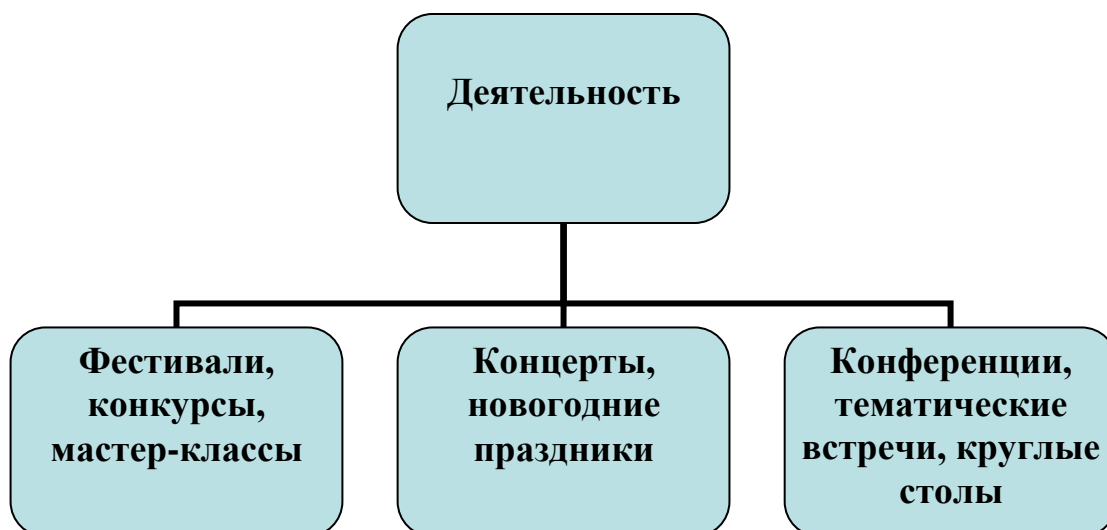 Деятельность
Фестивали,
конкурсы,
мастер-классы
Концерты,
новогодние
праздники
Конференции,
тематические
встречи, круглые
столы